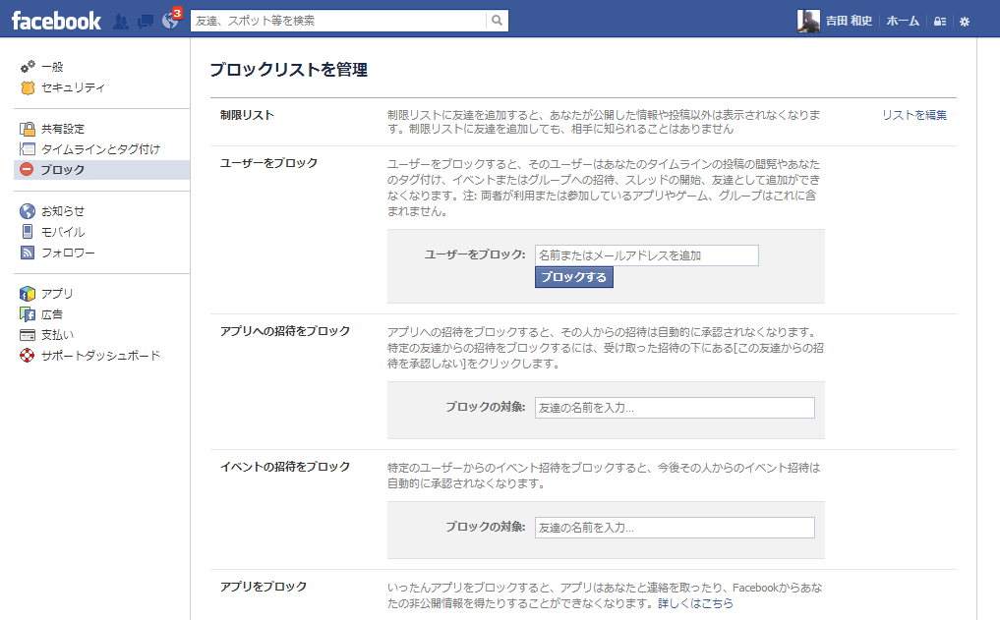 facebook
3
友達、スポット等を検索
吉田 和史
ホーム
一般
セキュリティ
共有設定
タイムラインとタグ付け
ブロック
お知らせ
モバイル
フォロワー
アプリ
広告
支払い
サポートダッシュボード
ブロックリストを管理
制限リスト
制限リストに友達を追加すると、あなたが公開した情報や投稿以外は表示されなくなりま
す。制限リストに友達を追加しても、相手に知られることはありません
リストを編集
ユーザーをブロック
ユーザーをブロックすると、そのユーザーはあなたのタイムラインの投稿の閲覧やあなた
のタグ付け、イベントまたはグループへの招待、スレッドの開始、友達として追加ができ
なくなります。注: 両者が利用または参加しているアプリやゲーム、グループはこれに含
まれません。
ユーザーをブロック:
名前またはメールアドレスを追加
ブロックする
アプリへの招待をブロック
アプリへの招待をブロックすると、その人からの招待は自動的に承認されなくなります。
特定の友達からの招待をブロックするには、受け取った招待の下にある[この友達からの招
待を承認しない]をクリックします。
ブロックの対象:
友達の名前を入力...
イベントの招待をブロック
特定のユーザーからのイベント招待をブロックすると、今後その人からのイベント招待は
自動的に承認されなくなります。
ブロックの対象:
友達の名前を入力...
アプリをブロック
いったんアプリをブロックすると、アプリはあなたと連絡を取ったり、Facebookからあな
たの非公開情報を得たりすることができなくなります。詳しくはこちら